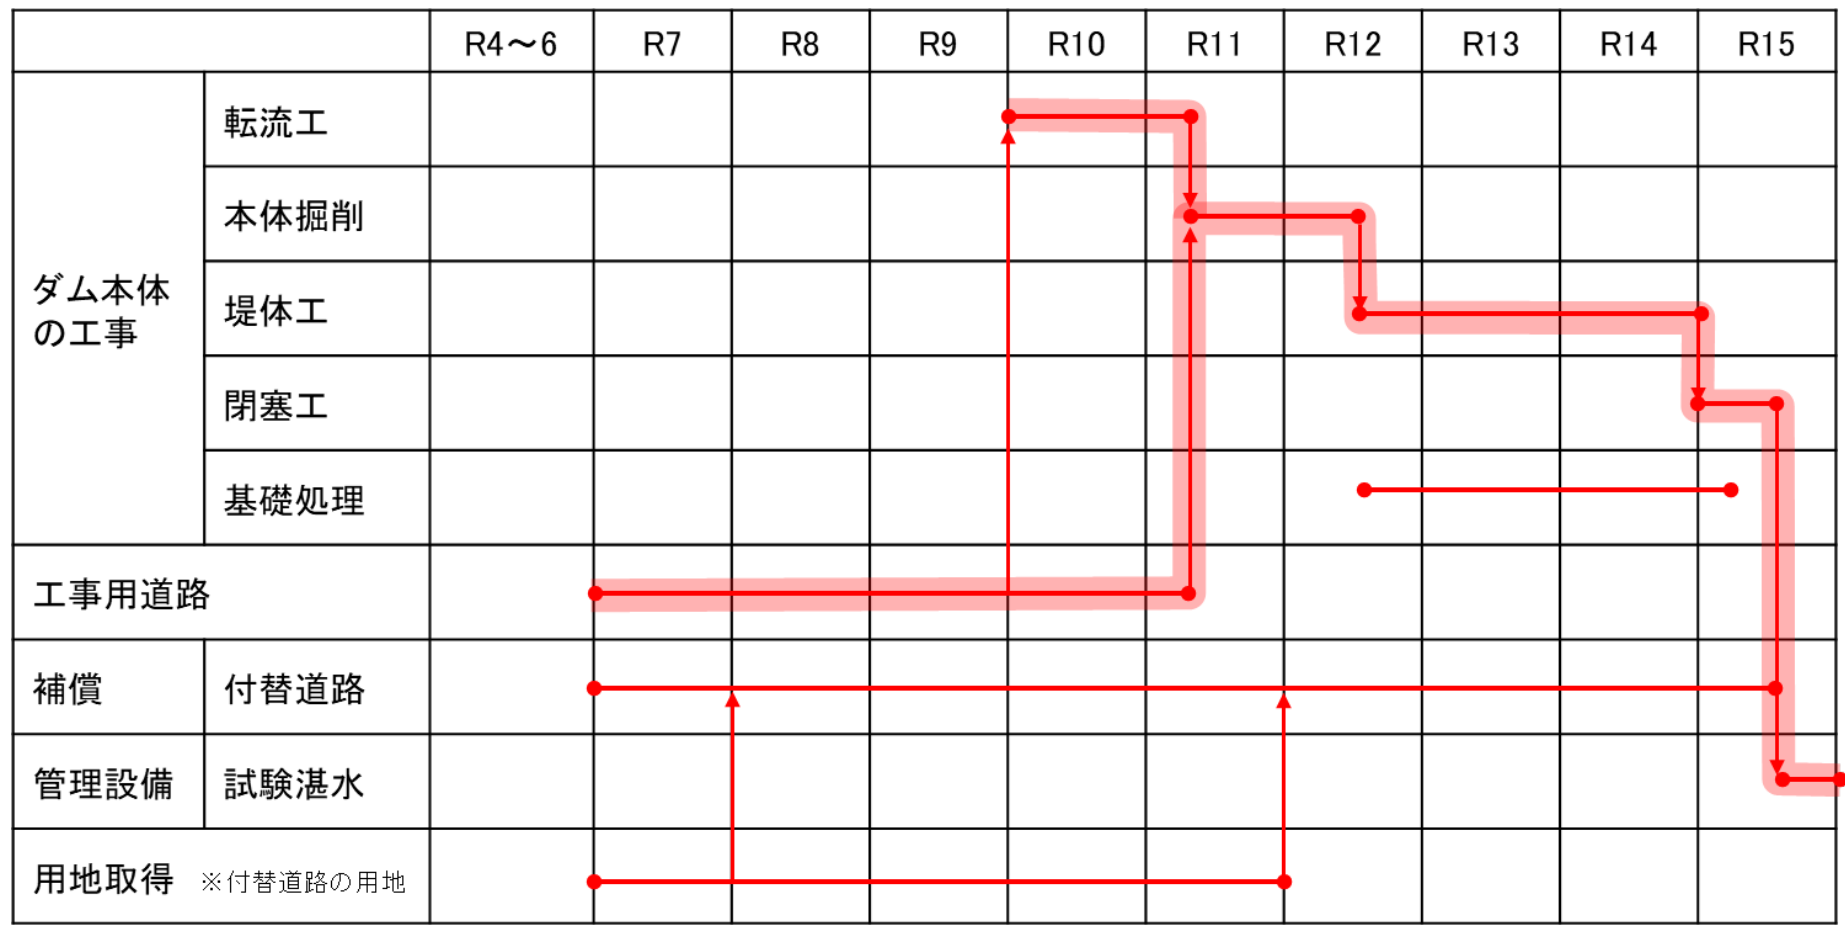 R4～6 R7 R8 R9 R10 R11 R12 R13 R14 R15
ダム本体
の工事
転流工
本体掘削
堤体工
閉塞工
基礎処理
工事用道路
補償 付替道路
管理設備 試験湛水
用地取得 ※付替道路の用地